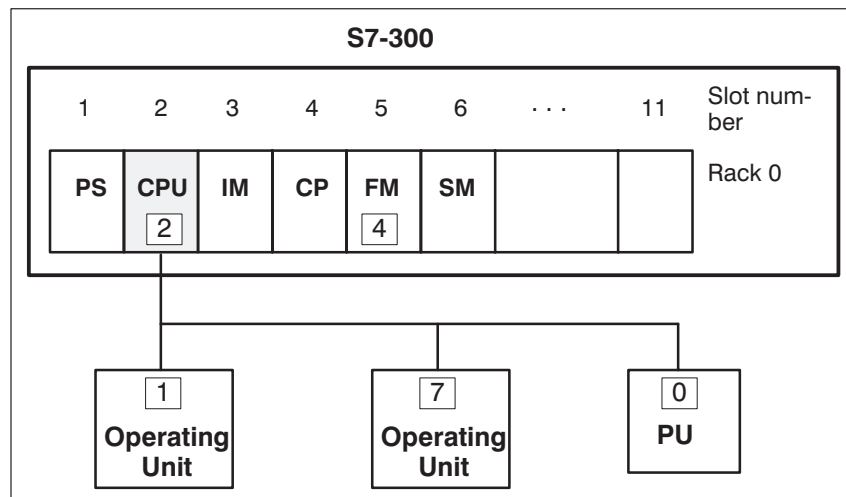 S7-300
1 2 3 4 5 6 . . . 11 Slot num-
ber
PS CPU IM CP FM SM Rack 0
2 4
1 7 0
Operating Operating PU
Unit Unit